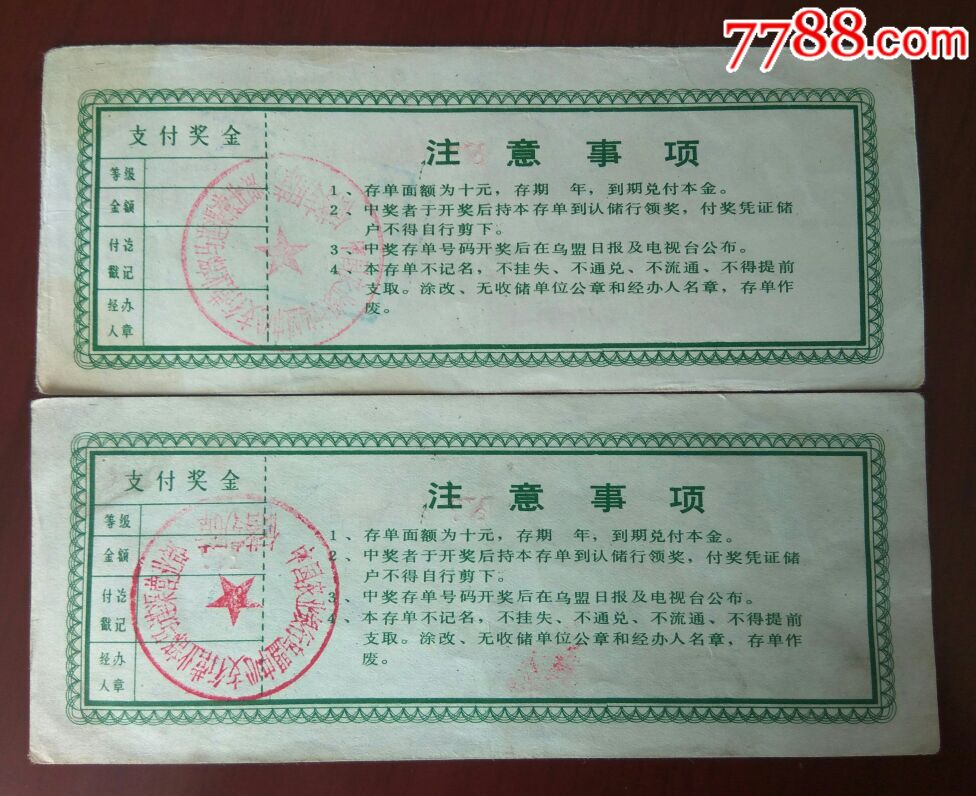 7788.com
支付奖金
等级
金额
付讫
戳记
经办
人章
注意事项
1、存单面额为十元，存期 年，到期兑付本金。
2、中奖者于开奖后持本存单到认储行领奖，付奖凭证储
户不得自行剪下。
3、中奖存单号码开奖后在乌盟日报及电视台公布。
4、本存单不记名，不挂失、不通兑、不流通、不得提前
支取。涂改、无收储单位公章和经办人名章，存单作
废。
支付奖金
等级
金额
付讫
戳记
经办
人章
注意事项
1、存单面额为十元，存期 年，到期兑付本金。
2、中奖者于开奖后持本存单到认储行领奖，付奖凭证储
户不得自行剪下。
3、中奖存单号码开奖后在乌盟日报及电视台公布。
4、本存单不记名，不挂失、不通兑、不流通、不得提前
支取。涂改、无收储单位公章和经办人名章，存单作
废。